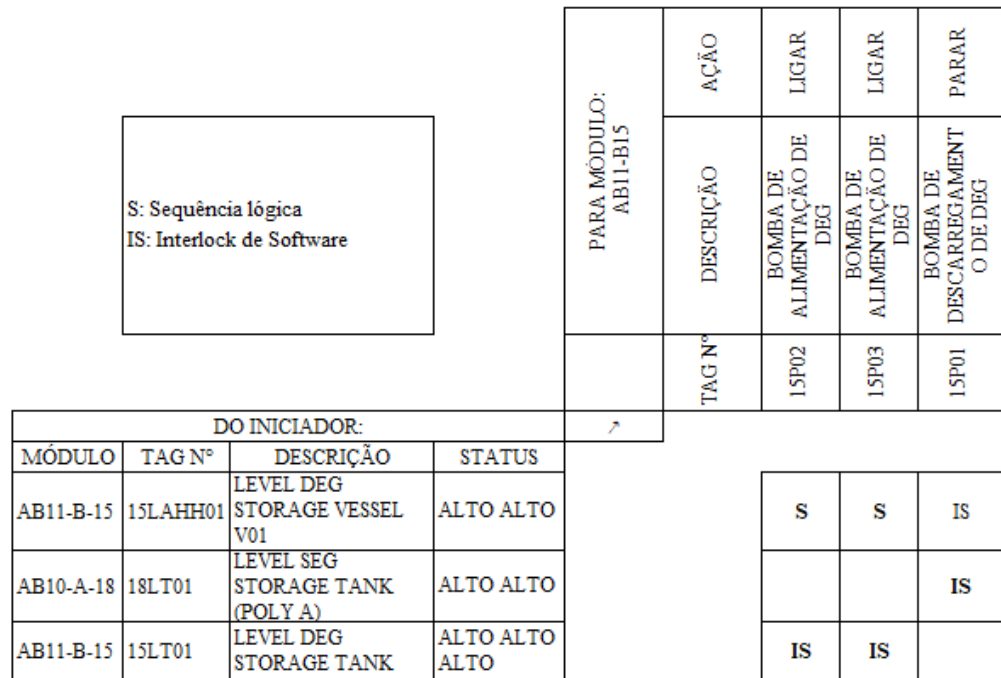 S: Sequência lógica
IS: Interlock de Software
PARA MÓDULO:
AB11-B15
AÇÃO
LIGAR
LIGAR
PARAR
DESCRIÇÃO
BOMBA DE
ALIMENTAÇÃO DE
DEG
BOMBA DE
ALIMENTAÇÃO DE
DEG
BOMBA DE
DESCARREGAMENT
O DE DEG
TAG Nº
15P02
15P03
15P01
DO INICIADOR: ↗
MÓDULO TAG Nº DESCRIÇÃO STATUS
AB11-B-15 15LAHH01 LEVEL DEG
STORAGE VESSEL
V01 ALTO ALTO S S IS
AB10-A-18 18LT01 LEVEL SEG
STORAGE TANK
(POLY A) ALTO ALTO IS
AB11-B-15 15LT01 LEVEL DEG
STORAGE TANK ALTO ALTO
ALTO IS IS